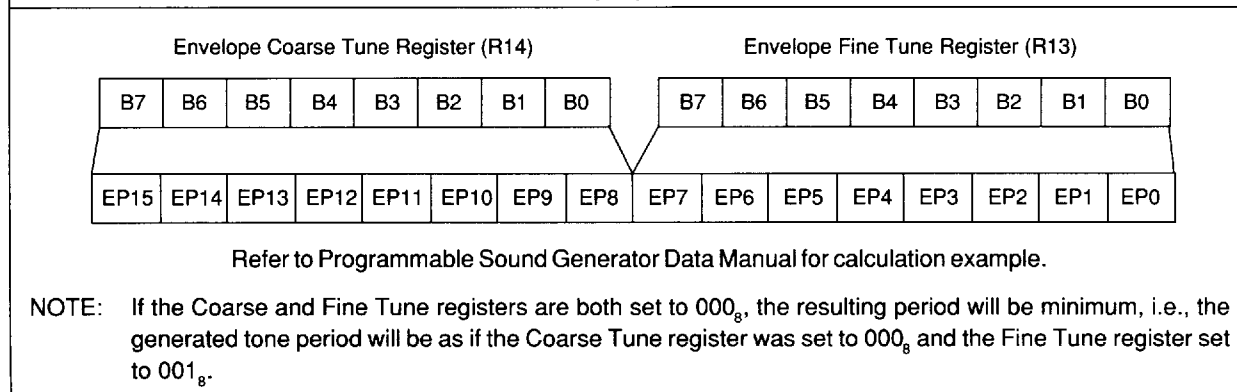 Envelope Coarse Tune Register (R14) Envelope Fine Tune Register (R13)
B7 B6 B5 B4 B3 B2 B1 B0 B7 B6 B5 B4 B3 B2 B1 B0
EP15 EP14 EP13 EP12 EP11 EP10 EP9 EP8 EP7 EP6 EP5 EP4 EP3 EP2 EP1 EP0
Refer to Programmable Sound Generator Data Manual for calculation example.
NOTE: If the Coarse and Fine Tune registers are both set to 000₈, the resulting period will be minimum, i.e., the
generated tone period will be as if the Coarse Tune register was set to 000₈ and the Fine Tune register set
to 001₈.